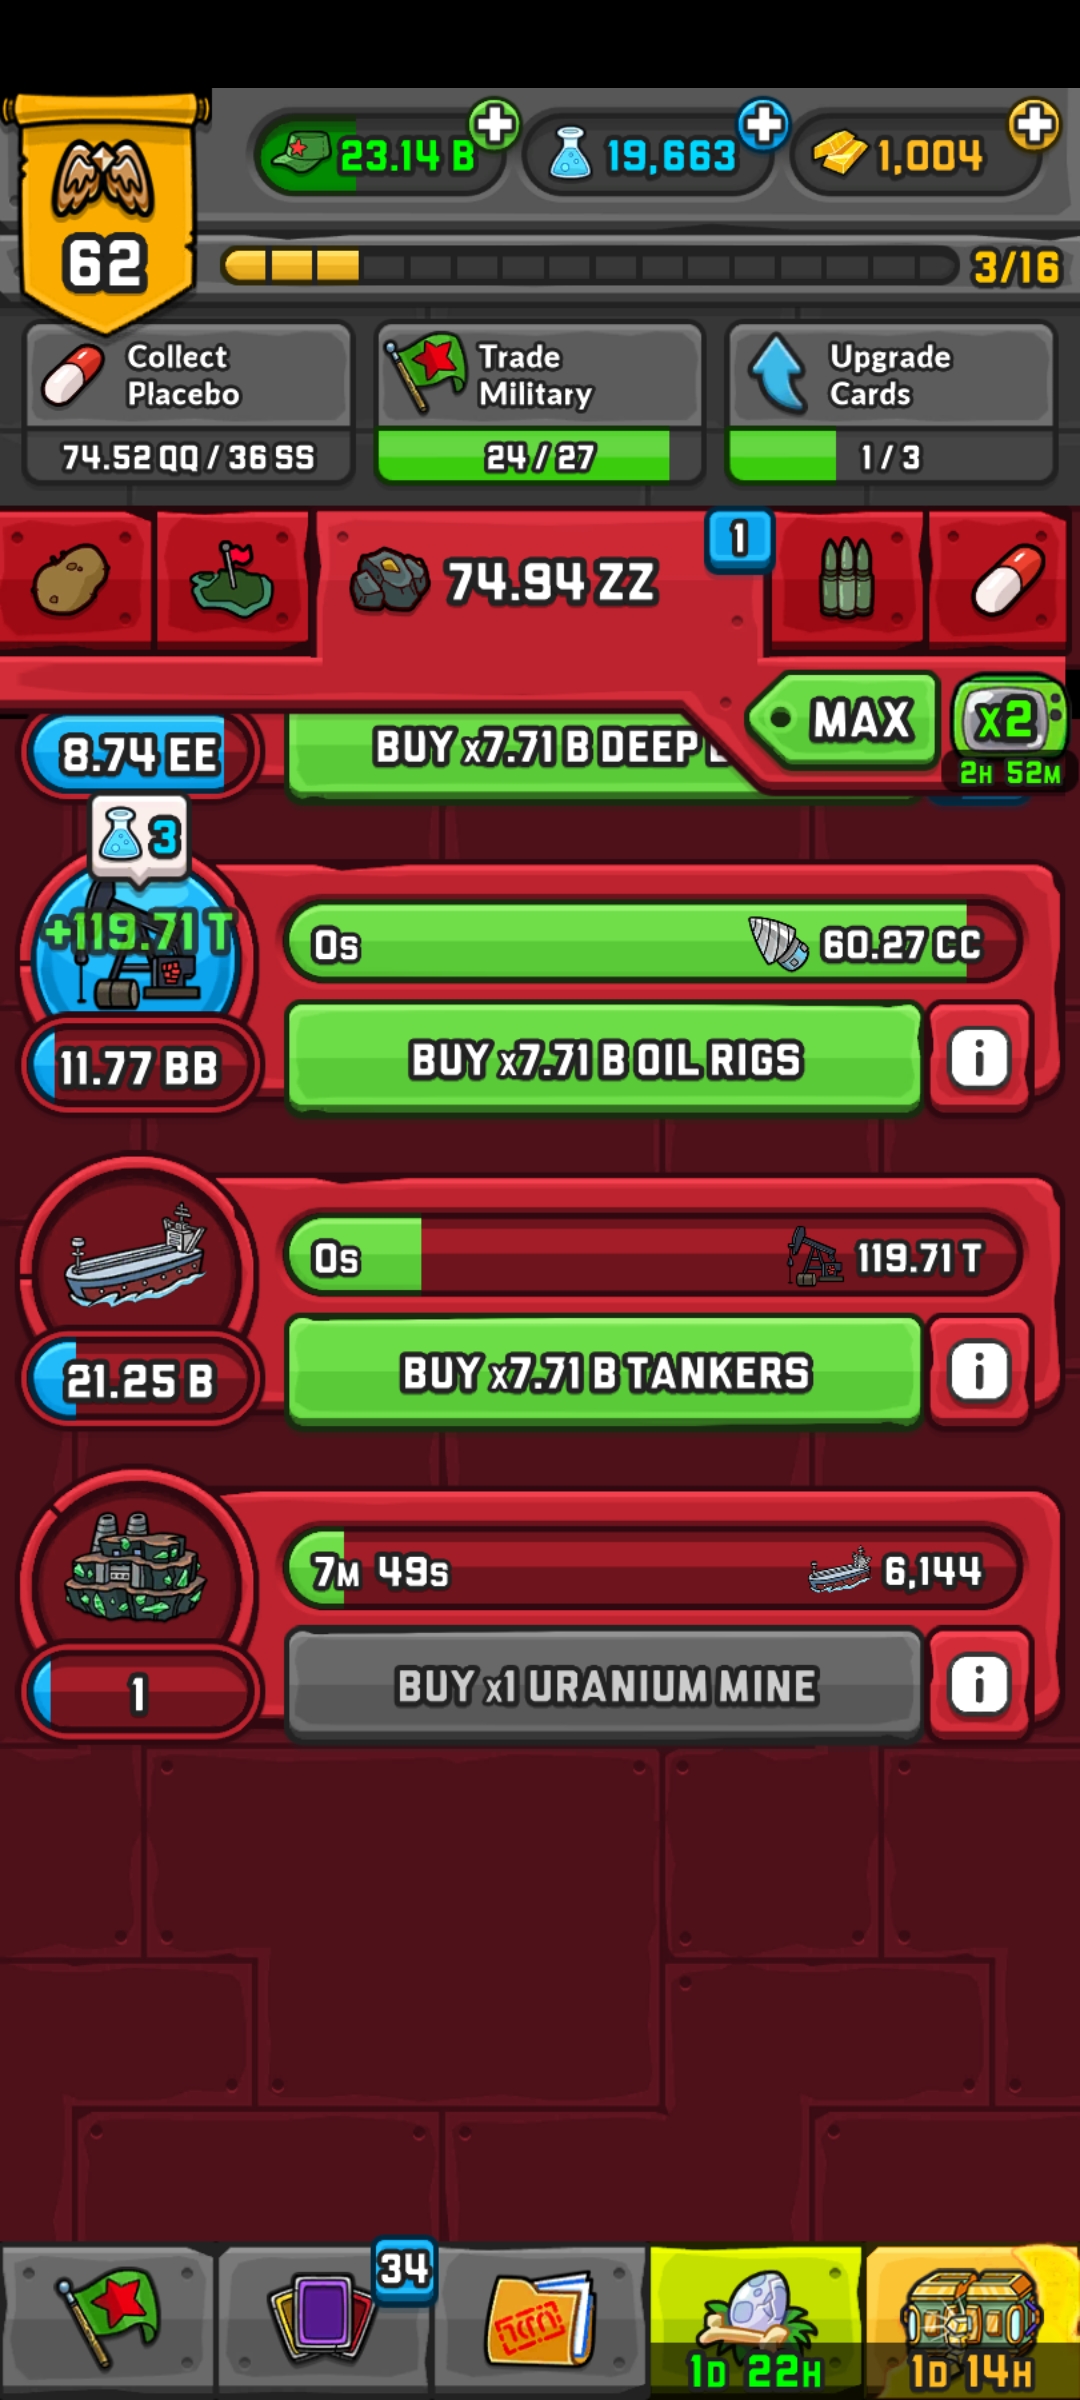 62
23.14 B
19,663
1,004
3/16
Collect
Placebo
74.52 QQ / 36 SS
Trade
Military
24 / 27
Upgrade
Cards
1 / 3
74.94 ZZ
1
MAX
x2
2H 52M
8.74 EE
BUY x7.71 B DEEP
3
+119.71 T
11.77 BB
0s
60.27 CC
BUY x7.71 B OIL RIGS
i
21.25 B
0s
119.71 T
BUY x7.71 B TANKERS
i
1
7M 49s
6,144
BUY x1 URANIUM MINE
i
34
1D 22H
1D 14H